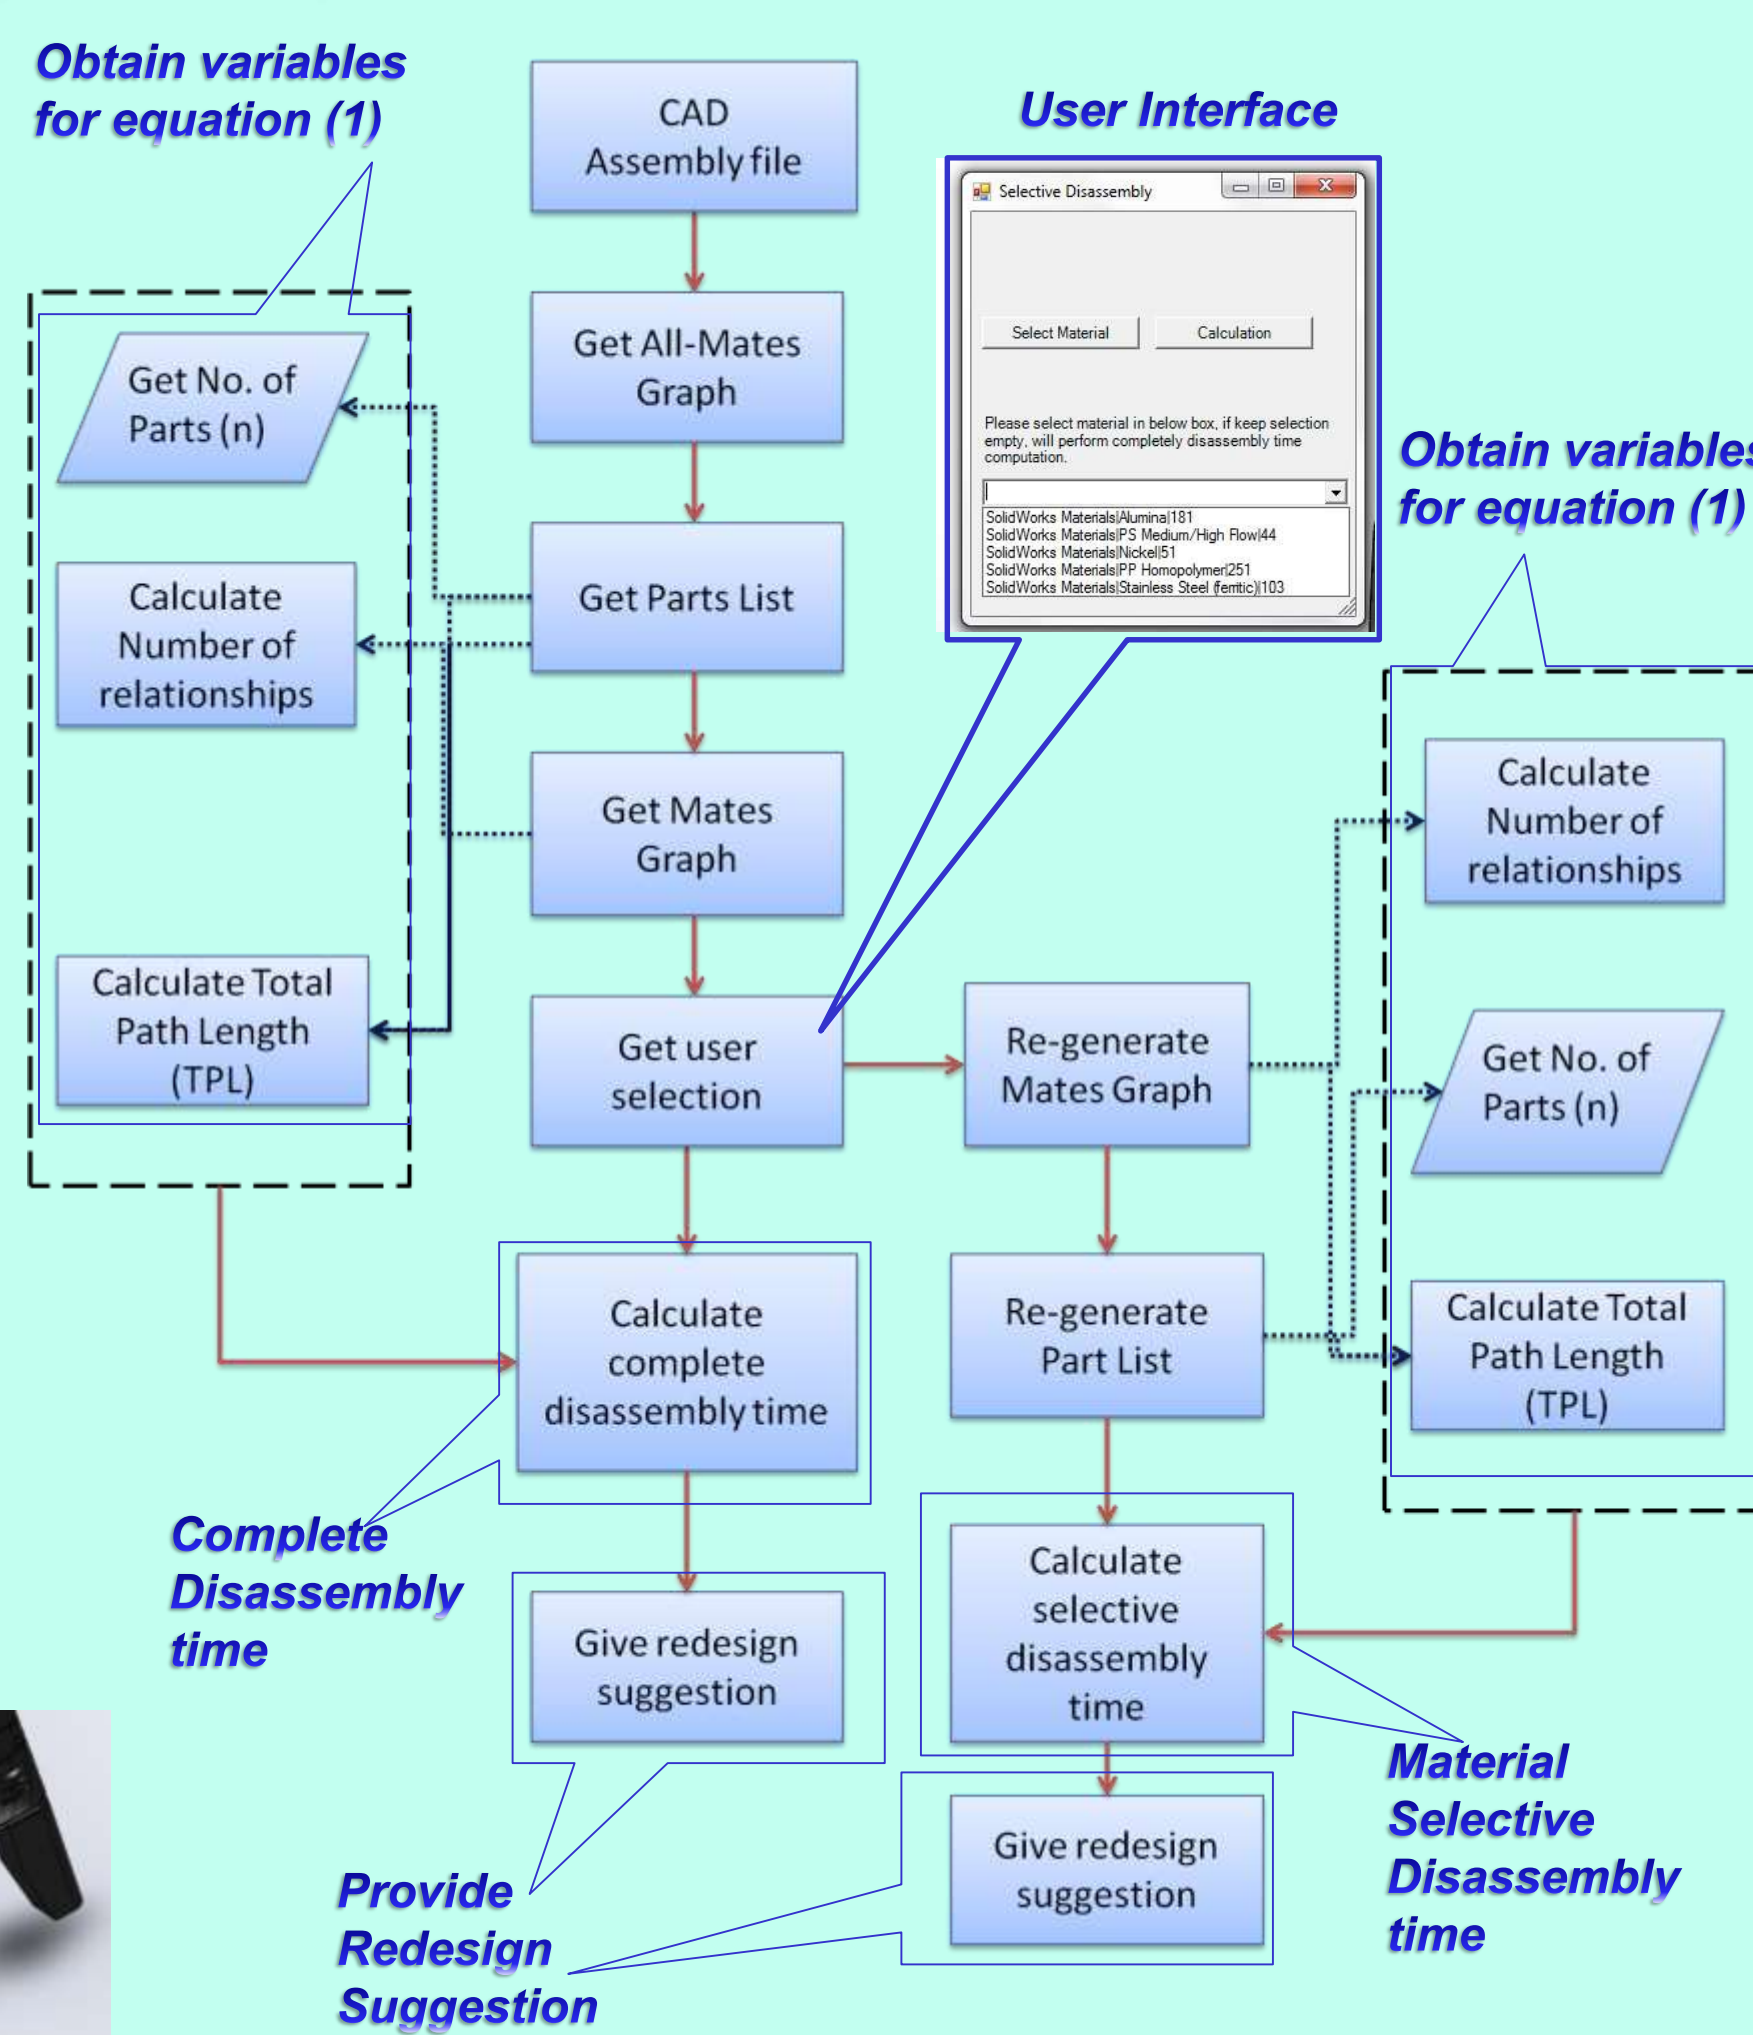 Obtain variables
for equation (1)
CAD
Assembly file
User Interface
Selective Disassembly
Select Material
Calculation
Please select material in below box, if keep selection
empty, will perform completely disassembly time
computation.
SolidWorks Materials|Alumina|181
SolidWorks Materials|PS Medium/High Flow|44
SolidWorks Materials|Nickel|51
SolidWorks Materials|PP Homopolymer|251
SolidWorks Materials|Stainless Steel (ferritic)|103
Get All-Mates
Graph
Get No. of
Parts (n)
Calculate
Number of
relationships
Calculate Total
Path Length
(TPL)
Get Parts List
Get Mates
Graph
Get user
selection
Re-generate
Mates Graph
Re-generate
Part List
Obtain variables
for equation (1)
Calculate
Number of
relationships
Get No. of
Parts (n)
Calculate Total
Path Length
(TPL)
Calculate
complete
disassembly time
Complete
Disassembly
time
Give redesign
suggestion
Calculate
selective
disassembly
time
Material
Selective
Disassembly
time
Give redesign
suggestion
Provide
Redesign
Suggestion